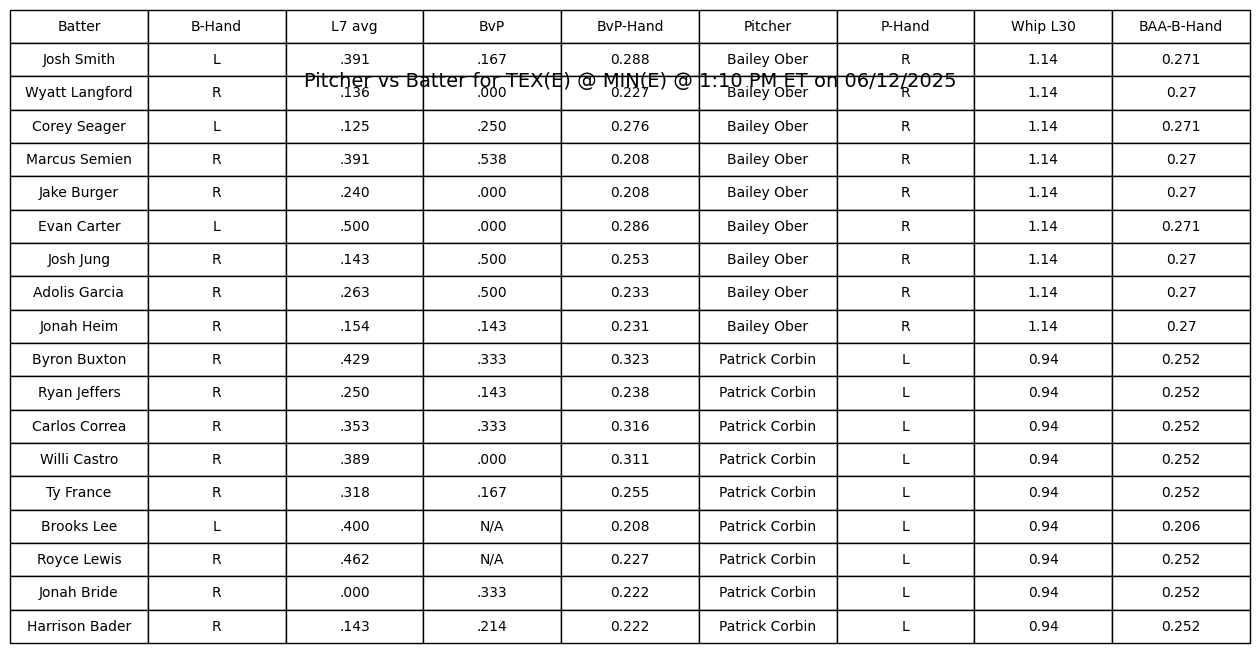 Batter B-Hand L7 avg BvP BvP-Hand Pitcher P-Hand Whip L30 BAA-B-Hand
Josh Smith L .391 .167 0.288 Bailey Ober R 1.14 0.271
Pitcher vs Batter for TEX(E) @ MIN(E) @ 1:10 PM ET on 06/12/2025
Wyatt Langford R .136 .000 0.227 Bailey Ober R 1.14 0.27
Corey Seager L .125 .250 0.276 Bailey Ober R 1.14 0.271
Marcus Semien R .391 .538 0.208 Bailey Ober R 1.14 0.27
Jake Burger R .240 .000 0.208 Bailey Ober R 1.14 0.27
Evan Carter L .500 .000 0.286 Bailey Ober R 1.14 0.271
Josh Jung R .143 .500 0.253 Bailey Ober R 1.14 0.27
Adolis Garcia R .263 .500 0.233 Bailey Ober R 1.14 0.27
Jonah Heim R .154 .143 0.231 Bailey Ober R 1.14 0.27
Byron Buxton R .429 .333 0.323 Patrick Corbin L 0.94 0.252
Ryan Jeffers R .250 .143 0.238 Patrick Corbin L 0.94 0.252
Carlos Correa R .353 .333 0.316 Patrick Corbin L 0.94 0.252
Willi Castro R .389 .000 0.311 Patrick Corbin L 0.94 0.252
Ty France R .318 .167 0.255 Patrick Corbin L 0.94 0.252
Brooks Lee L .400 N/A 0.208 Patrick Corbin L 0.94 0.206
Royce Lewis R .462 N/A 0.227 Patrick Corbin L 0.94 0.252
Jonah Bride R .000 .333 0.222 Patrick Corbin L 0.94 0.252
Harrison Bader R .143 .214 0.222 Patrick Corbin L 0.94 0.252